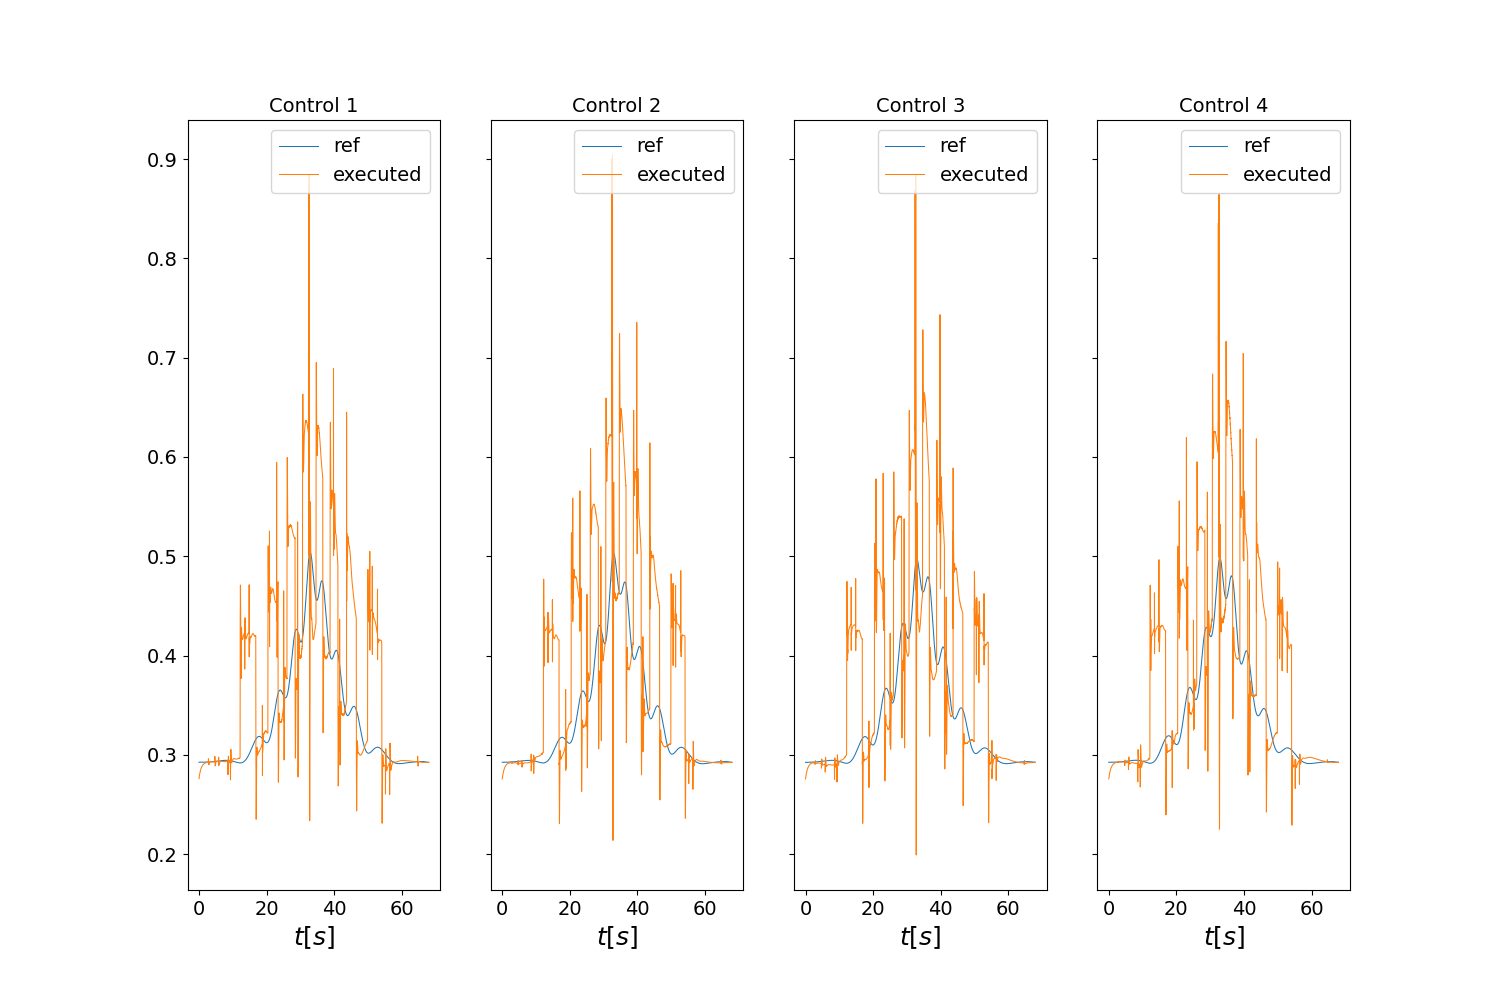 Control 1
Control 2
Control 3
Control 4
ref
executed
ref
executed
ref
executed
ref
executed
0.9
0.8
0.7
0.6
0.5
0.4
0.3
0.2
0 20 40 60
0 20 40 60
0 20 40 60
0 20 40 60
t[s]
t[s]
t[s]
t[s]